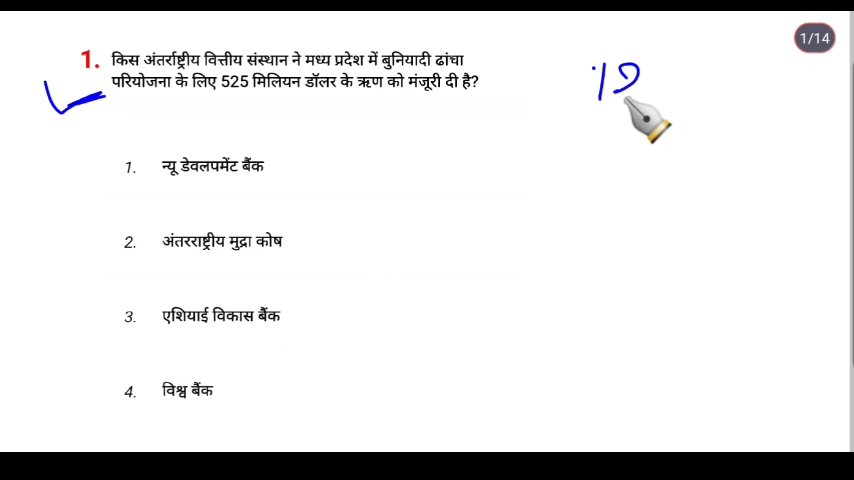 1/14
1. किस अंतर्राष्ट्रीय वित्तीय संस्थान ने मध्य प्रदेश में बुनियादी ढांचा
परियोजना के लिए 525 मिलियन डॉलर के ऋण को मंजूरी दी है?
1. न्यू डेवलपमेंट बैंक
2. अंतरराष्ट्रीय मुद्रा कोष
3. एशियाई विकास बैंक
4. विश्व बैंक